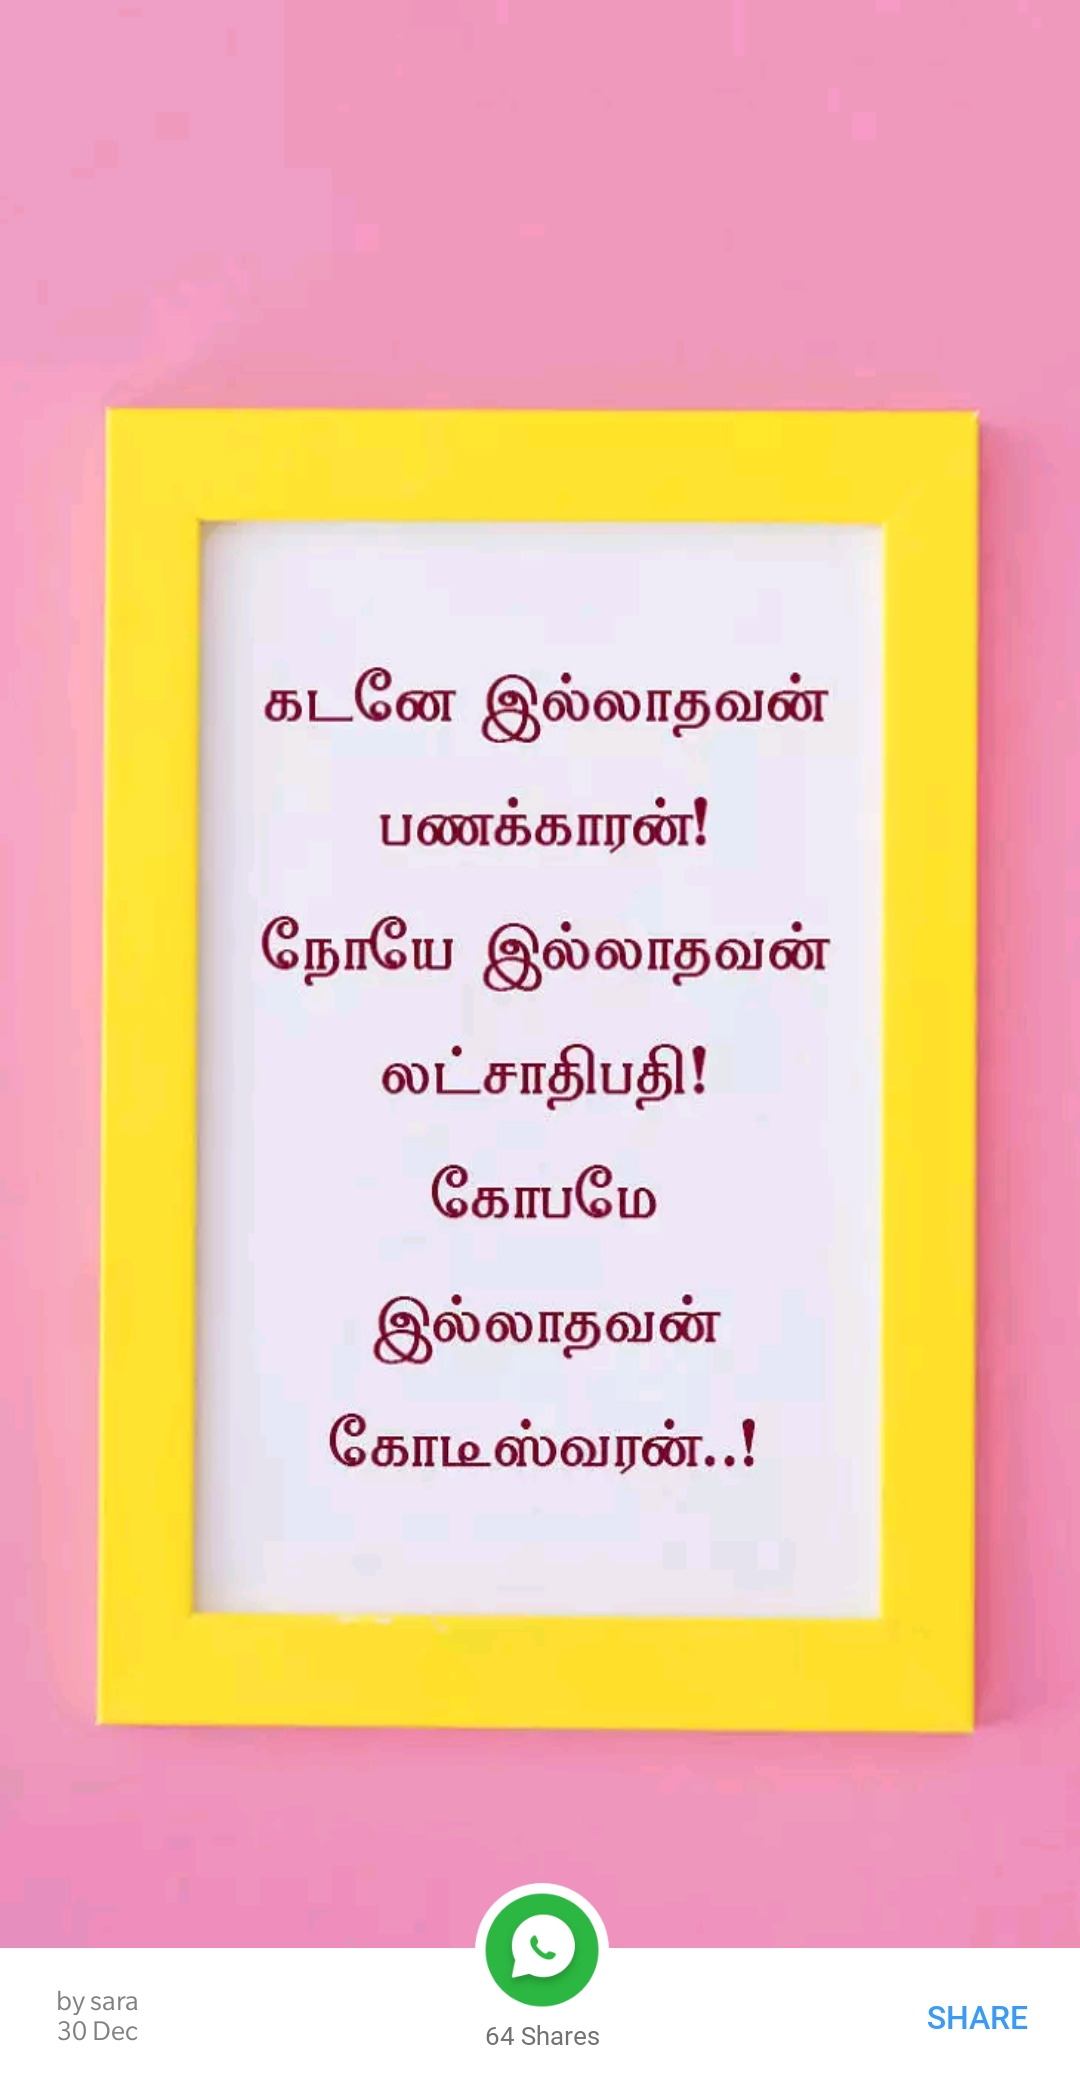 கடனே இல்லாதவன்
பணக்காரன்!
நோயே இல்லாதவன்
லட்சாதிபதி!
கோபமே
இல்லாதவன்
கோடீஸ்வரன்..!
by sara
30 Dec
64 Shares
SHARE